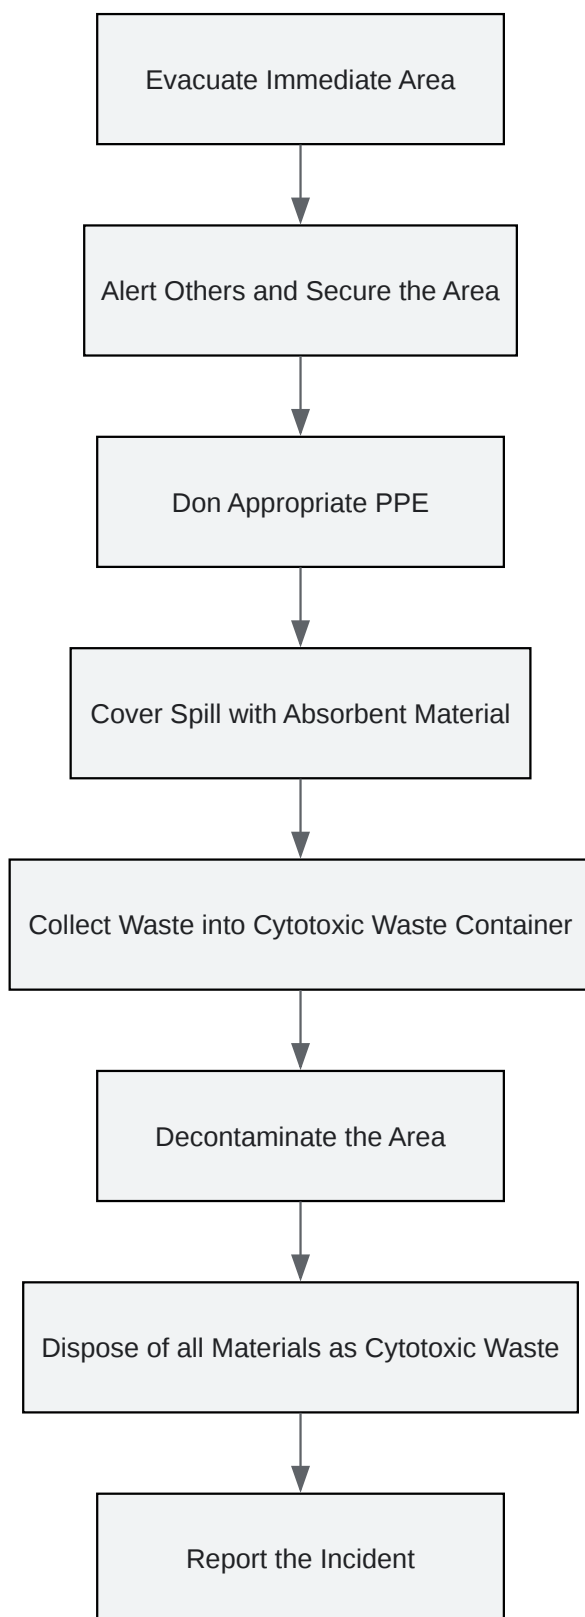 Evacuate Immediate Area
Alert Others and Secure the Area
Don Appropriate PPE
Cover Spill with Absorbent Material
Collect Waste into Cytotoxic Waste Container
Decontaminate the Area
Dispose of all Materials as Cytotoxic Waste
Report the Incident